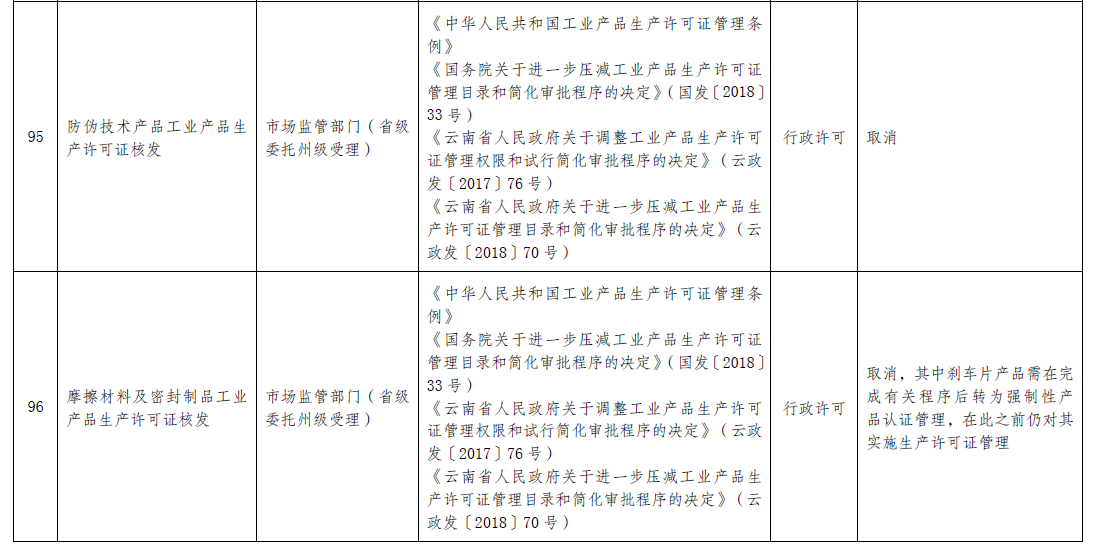 95
防伪技术产品工业产品生
产许可证核发
市场监管部门（省级
委托州级受理）
《中华人民共和国工业产品生产许可证管理条
例》
《国务院关于进一步压减工业产品生产许可证
管理目录和简化审批程序的决定》（国发〔2018〕
33号）
《云南省人民政府关于调整工业产品生产许可
证管理权限和试行简化审批程序的决定》（云政
发〔2017〕76号）
《云南省人民政府关于进一步压减工业产品生
产许可证管理目录和简化审批程序的决定》（云
政发〔2018〕70号）
行政许可
取消
96
摩擦材料及密封制品工业
产品生产许可证核发
市场监管部门（省级
委托州级受理）
《中华人民共和国工业产品生产许可证管理条
例》
《国务院关于进一步压减工业产品生产许可证
管理目录和简化审批程序的决定》（国发〔2018〕
33号）
《云南省人民政府关于调整工业产品生产许可
证管理权限和试行简化审批程序的决定》（云政
发〔2017〕76号）
《云南省人民政府关于进一步压减工业产品生
产许可证管理目录和简化审批程序的决定》（云
政发〔2018〕70号）
行政许可
取消，其中刹车片产品需在完
成有关程序后转为强制性产
品认证管理，在此之前仍对其
实施生产许可证管理